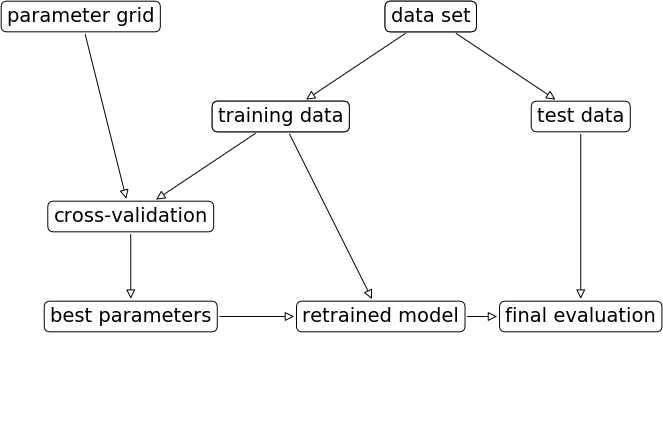 parameter grid
data set
training data
test data
cross-validation
best parameters
retrained model
final evaluation